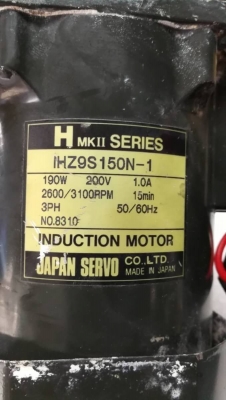 H MKII SERIES
IHZ9S150N-1
190W 200V 1.0A
2600/3100RPM 15min
3PH 50/60Hz
NO.8310
INDUCTION MOTOR
JAPAN SERVO CO.,LTD.
MADE IN JAPAN